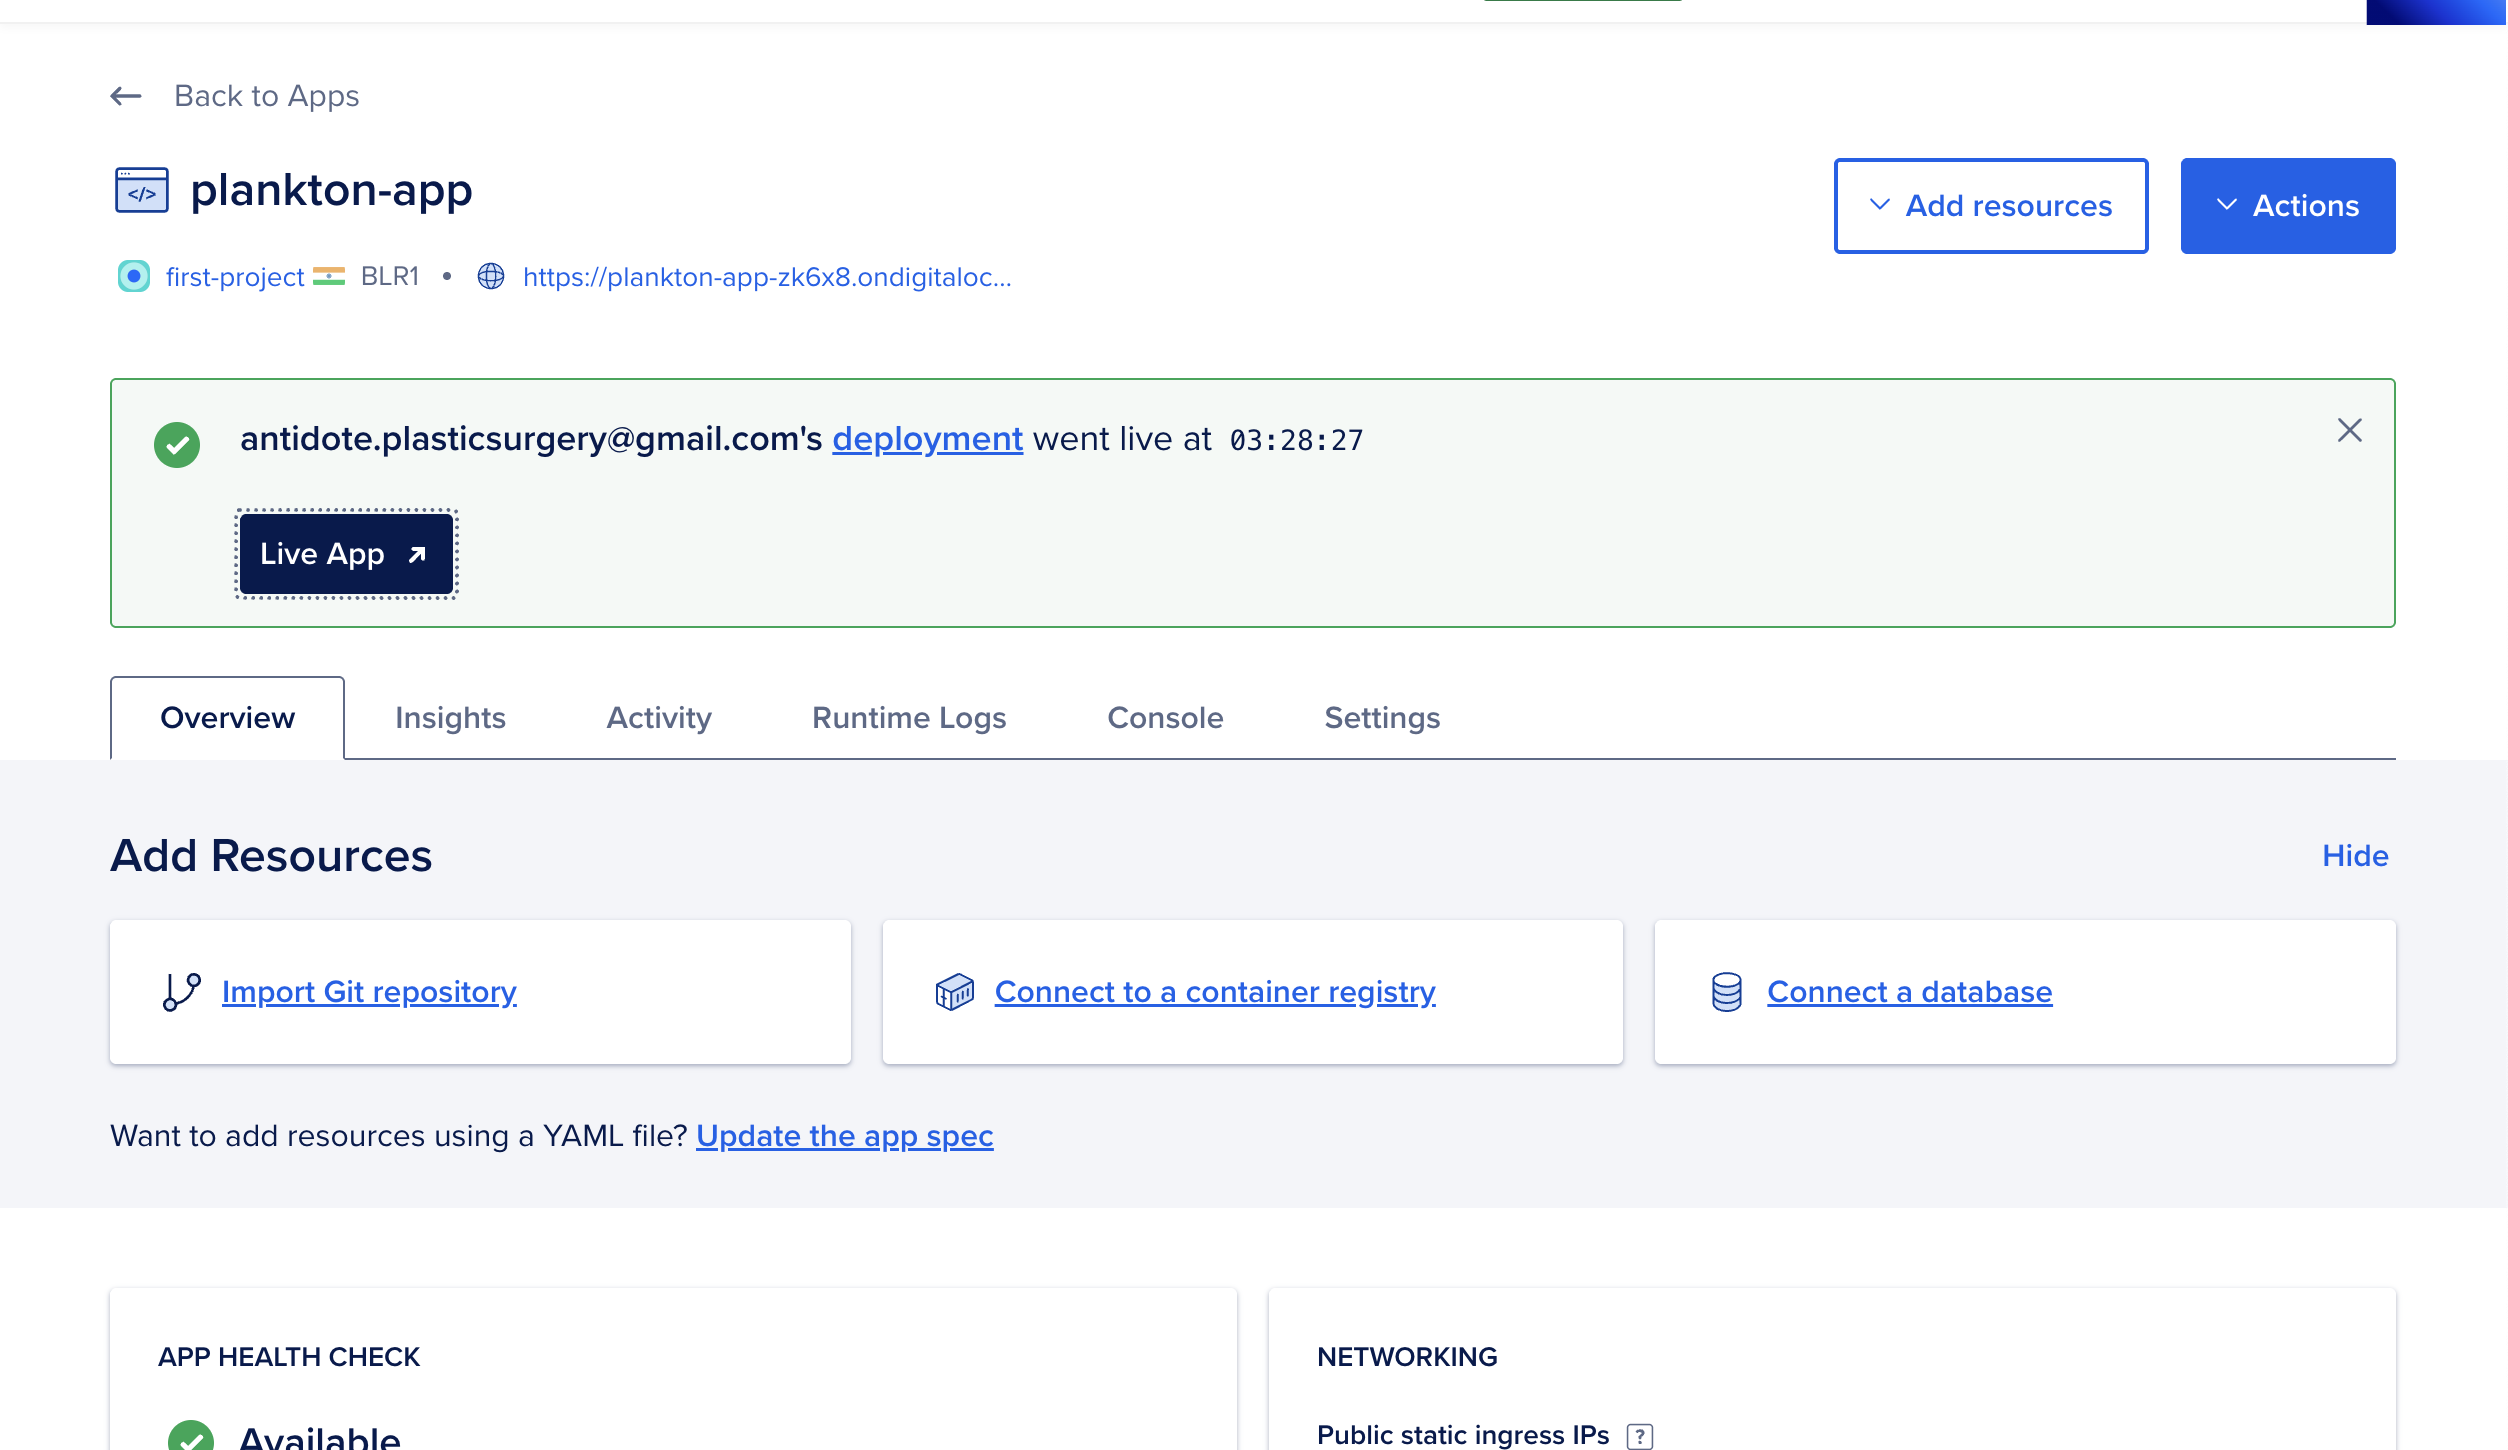 Back to Apps
plankton-app
Add resources
Actions
first-project BLR1 • https://plankton-app-zk6x8.ondigitaloc...
antidote.plasticsurgery@gmail.com's deployment went live at 03:28:27
Live App
Overview Insights Activity Runtime Logs Console Settings
Add Resources
Hide
Import Git repository
Connect to a container registry
Connect a database
Want to add resources using a YAML file? Update the app spec
APP HEALTH CHECK
Available
NETWORKING
Public static ingress IPs ?